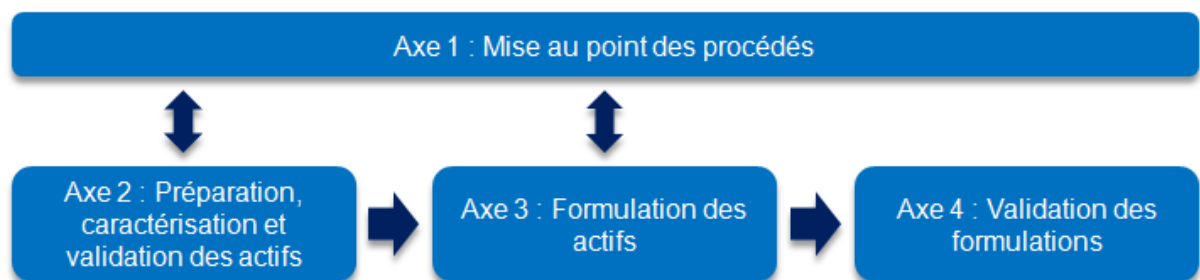 Axe 1 : Mise au point des procédés
Axe 2 : Préparation,
caractérisation et
validation des actifs
Axe 3 : Formulation des
actifs
Axe 4 : Validation des
formulations